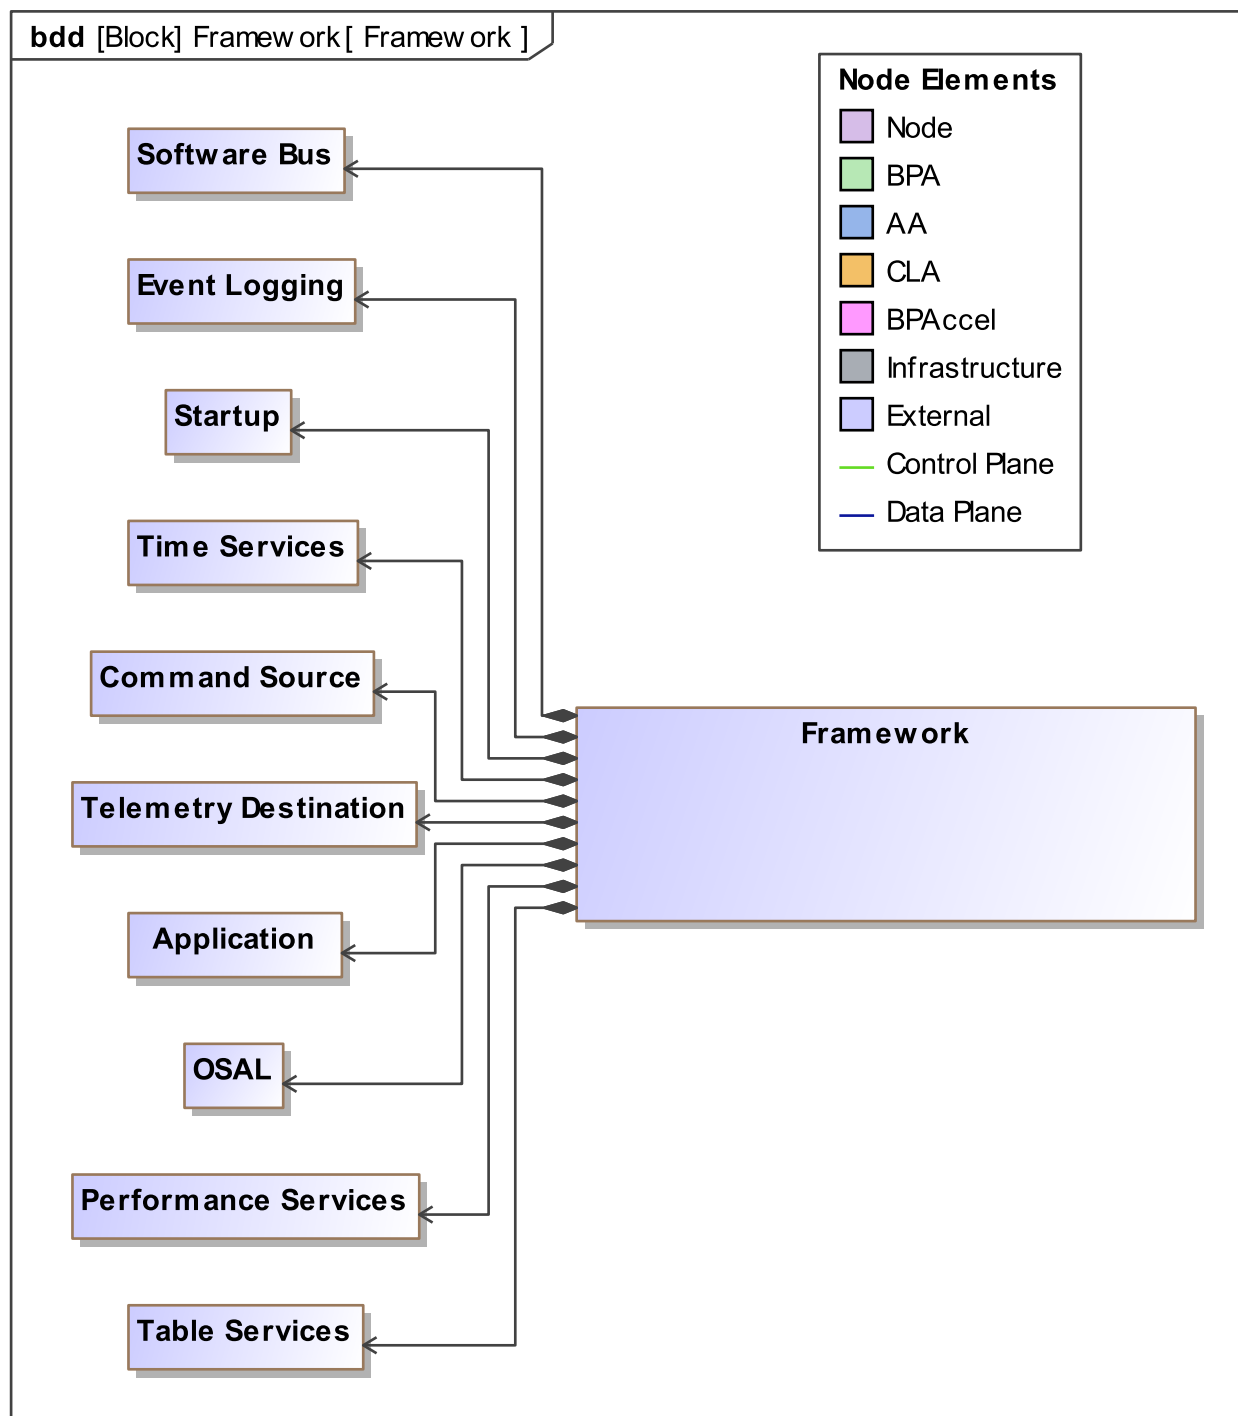 bdd [Block] Framework[ Framework ]
Node Elements
Node
BPA
AA
CLA
BPAccel
Infrastructure
External
Control Plane
Data Plane
Software Bus
Event Logging
Startup
Time Services
Command Source
Telemetry Destination
Application
OSAL
Performance Services
Table Services
Framework